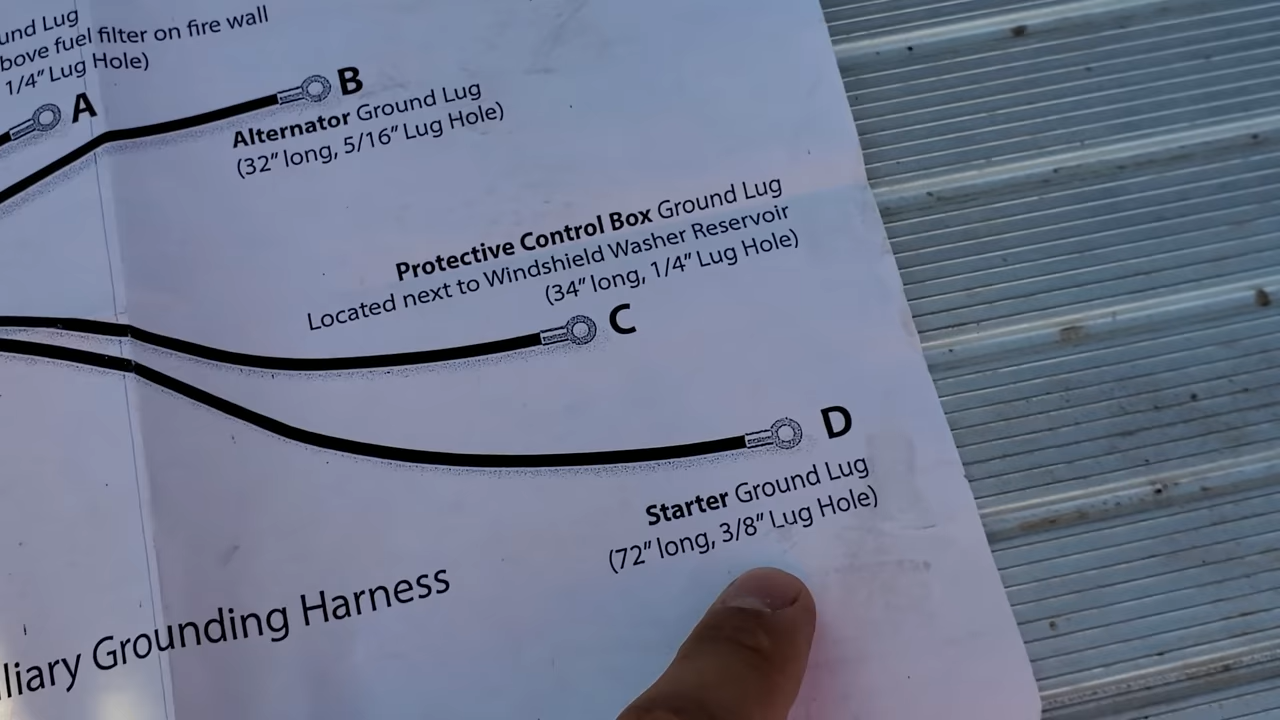 und Lug
bove fuel filter on fire wall
1/4" Lug Hole)
A
B
Alternator Ground Lug
(32" long, 5/16" Lug Hole)
Protective Control Box Ground Lug
Located next to Windshield Washer Reservoir
(34" long, 1/4" Lug Hole)
C
D
Starter Ground Lug
(72" long, 3/8" Lug Hole)
liary Grounding Harness